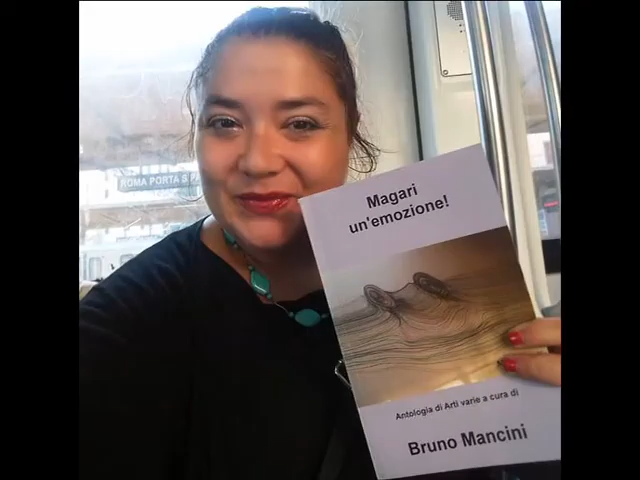 ROMA PORTA S
Magari
un'emozione!
Antologia di Arti varie a cura di
Bruno Mancini